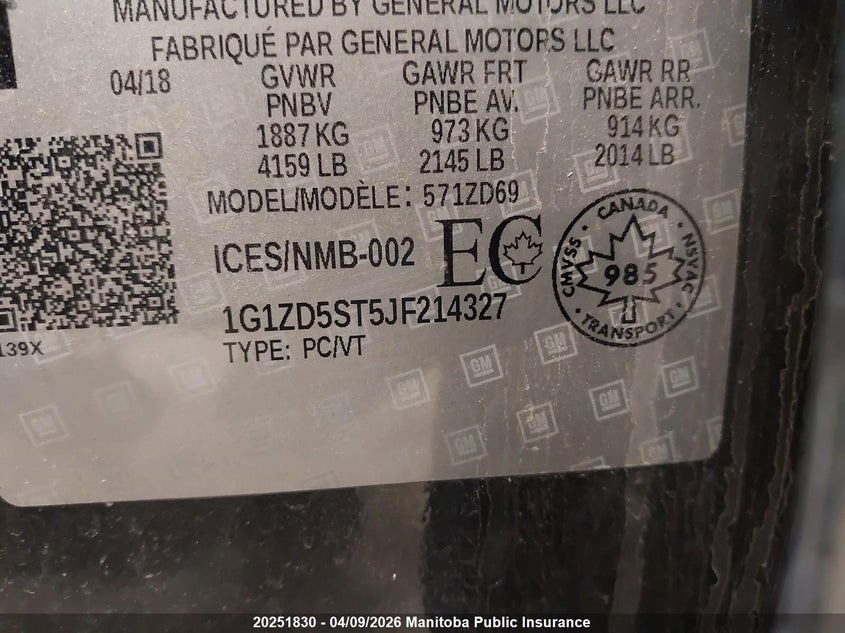 MANUFACTURED BY GENERAL MOTORS LLC
FABRIQUÉ PAR GENERAL MOTORS LLC
04/18 GVWR GAWR FRT GAWR RR
PNBV PNBE AV. PNBE ARR.
1887 KG 973 KG 914 KG
4159 LB 2145 LB 2014 LB
MODEL/MODÈLE: 571ZD69
ICES/NMB-002 EC
CANADA
CMVSS 985 NSVAC
TRANSPORT
1G1ZD5ST5JF214327
139X TYPE: PC/VT
GM
20251830 - 04/09/2026 Manitoba Public Insurance